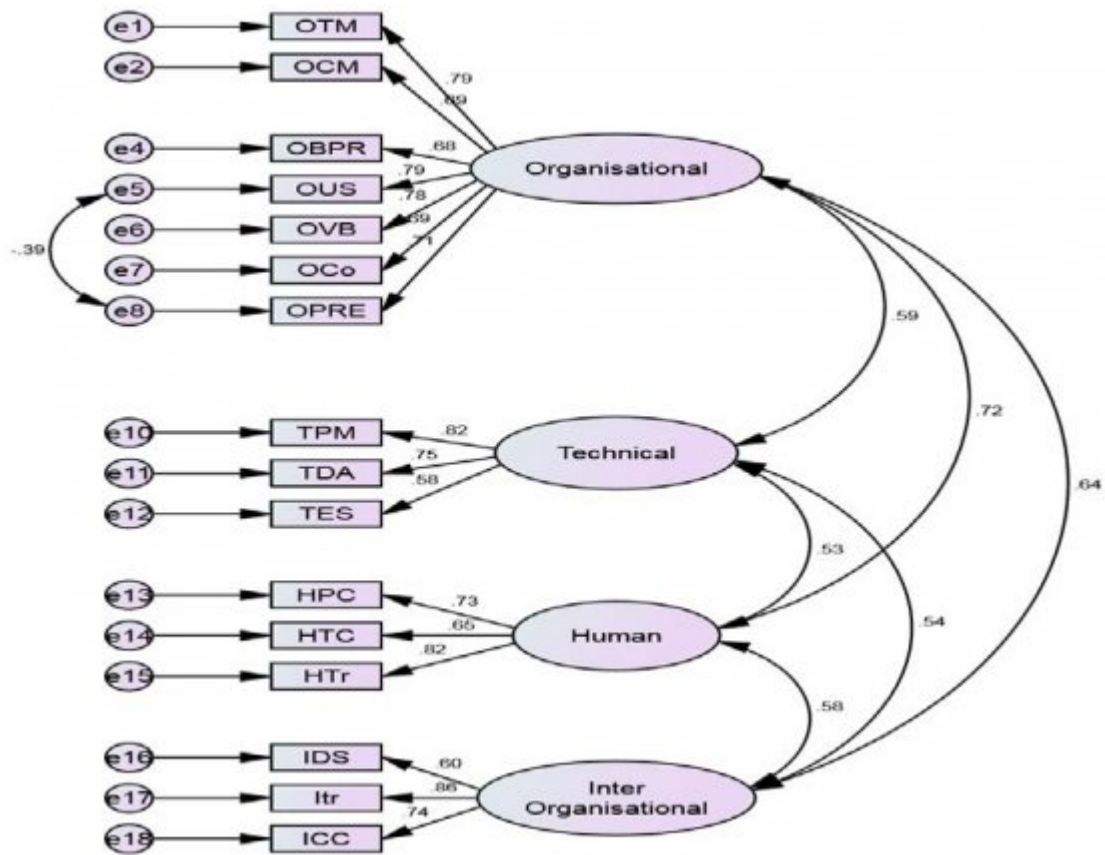 e1 OTM
.79
e2 OCM
.89
e4 OBPR .68 Organisational
.79
e5 OUS
.78
e6 OVB .69
-.39
.71
e7 OCo
e8 OPRE
.59
.72
e10 TPM .82
.75 Technical
e11 TDA
.58
.64
e12 TES
.53
e13 HPC .73
.54
e14 HTC .65 Human
e15 HTr .82
.58
e16 IDS .60
e17 Itr .86 Inter
Organisational
.74
e18 ICC